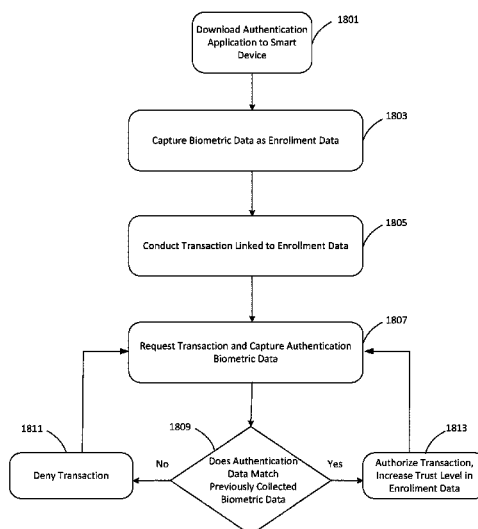 Download Authentication
Application to Smart
Device
1801
Capture Biometric Data as Enrollment Data
1803
Conduct Transaction Linked to Enrollment Data
1805
Request Transaction and Capture Authentication
Biometric Data
1807
1809
Does Authentication
Data Match
Previously Collected
Biometric Data
No
Yes
1811
Deny Transaction
1813
Authorize Transaction,
Increase Trust Level in
Enrollment Data